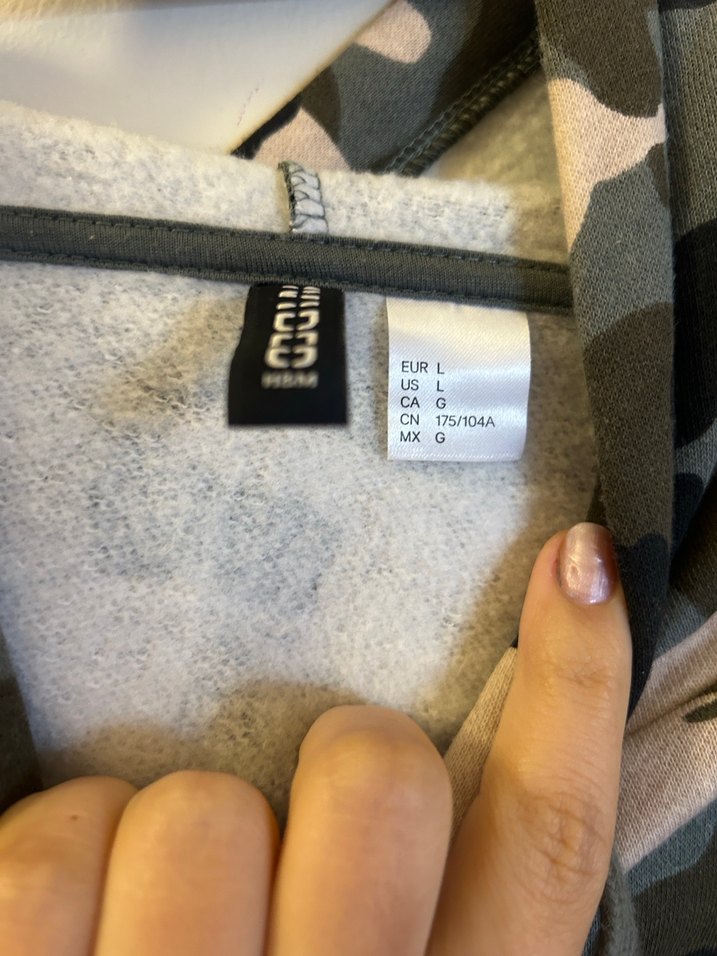 EUR L
US L
CA G
CN 175/104A
MX G